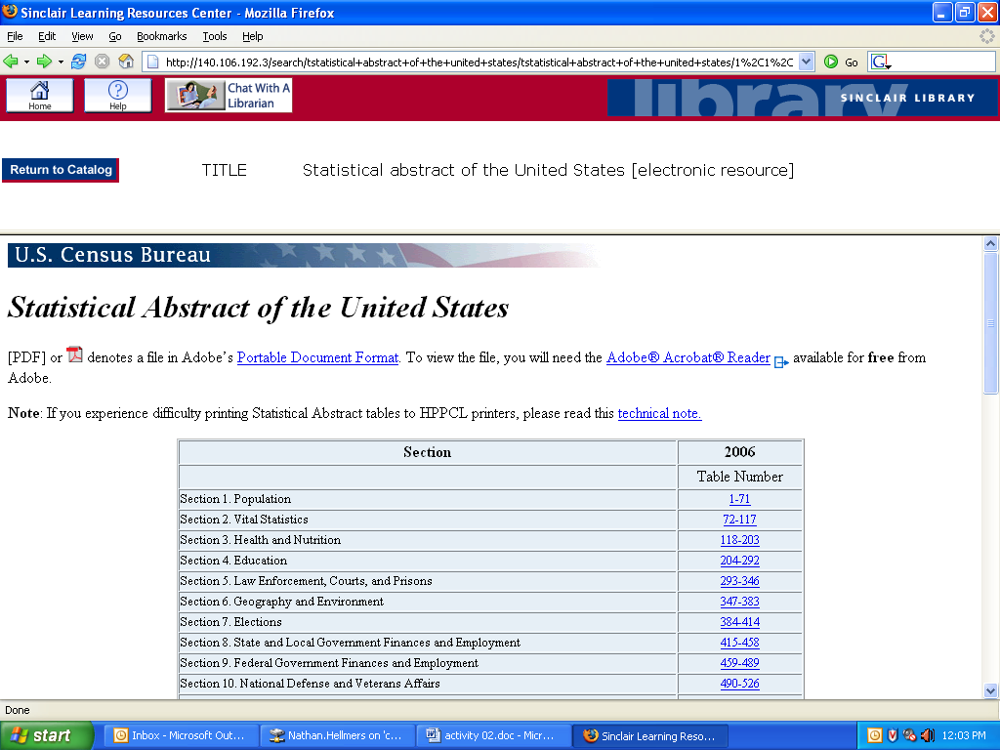 Sinclair Learning Resources Center - Mozilla Firefox
File Edit View Go Bookmarks Tools Help
http://140.106.192.3/search/tstatistical+abstract+of+the+united+states/tstatistical+abstract+of+the+united+states/1%2C1%2C Go G
Home Help Chat With A
Librarian
library SINCLAIR LIBRARY
Return to Catalog TITLE Statistical abstract of the United States [electronic resource]
U.S. Census Bureau
Statistical Abstract of the United States
[PDF] or denotes a file in Adobe's Portable Document Format. To view the file, you will need the Adobe® Acrobat® Reader available for free from
Adobe.
Note: If you experience difficulty printing Statistical Abstract tables to HPPCL printers, please read this technical note.
Section 2006
Table Number
Section 1. Population 1-71
Section 2. Vital Statistics 72-117
Section 3. Health and Nutrition 118-203
Section 4. Education 204-292
Section 5. Law Enforcement, Courts, and Prisons 293-346
Section 6. Geography and Environment 347-383
Section 7. Elections 384-414
Section 8. State and Local Government Finances and Employment 415-458
Section 9. Federal Government Finances and Employment 459-489
Section 10. National Defense and Veterans Affairs 490-526
Done
start Inbox - Microsoft Out... Nathan.Hellmers on 'c... activity 02.doc - Micr... Sinclair Learning Reso... 12:03 PM